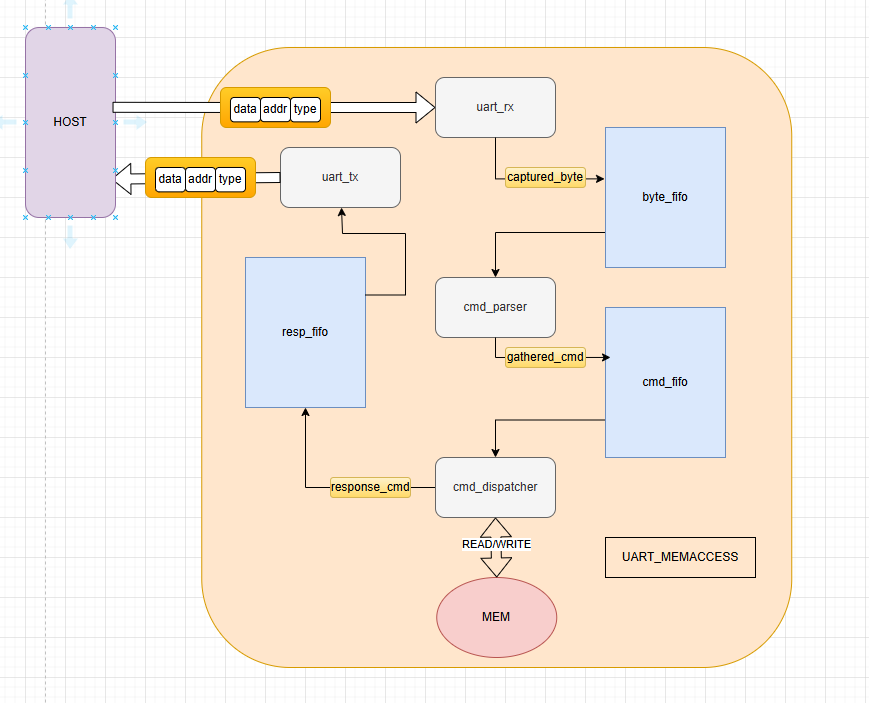 HOST
data addr type
uart_rx
data addr type
uart_tx
captured_byte
byte_fifo
resp_fifo
cmd_parser
gathered_cmd
cmd_fifo
response_cmd
cmd_dispatcher
READ/WRITE
UART_MEMACCESS
MEM